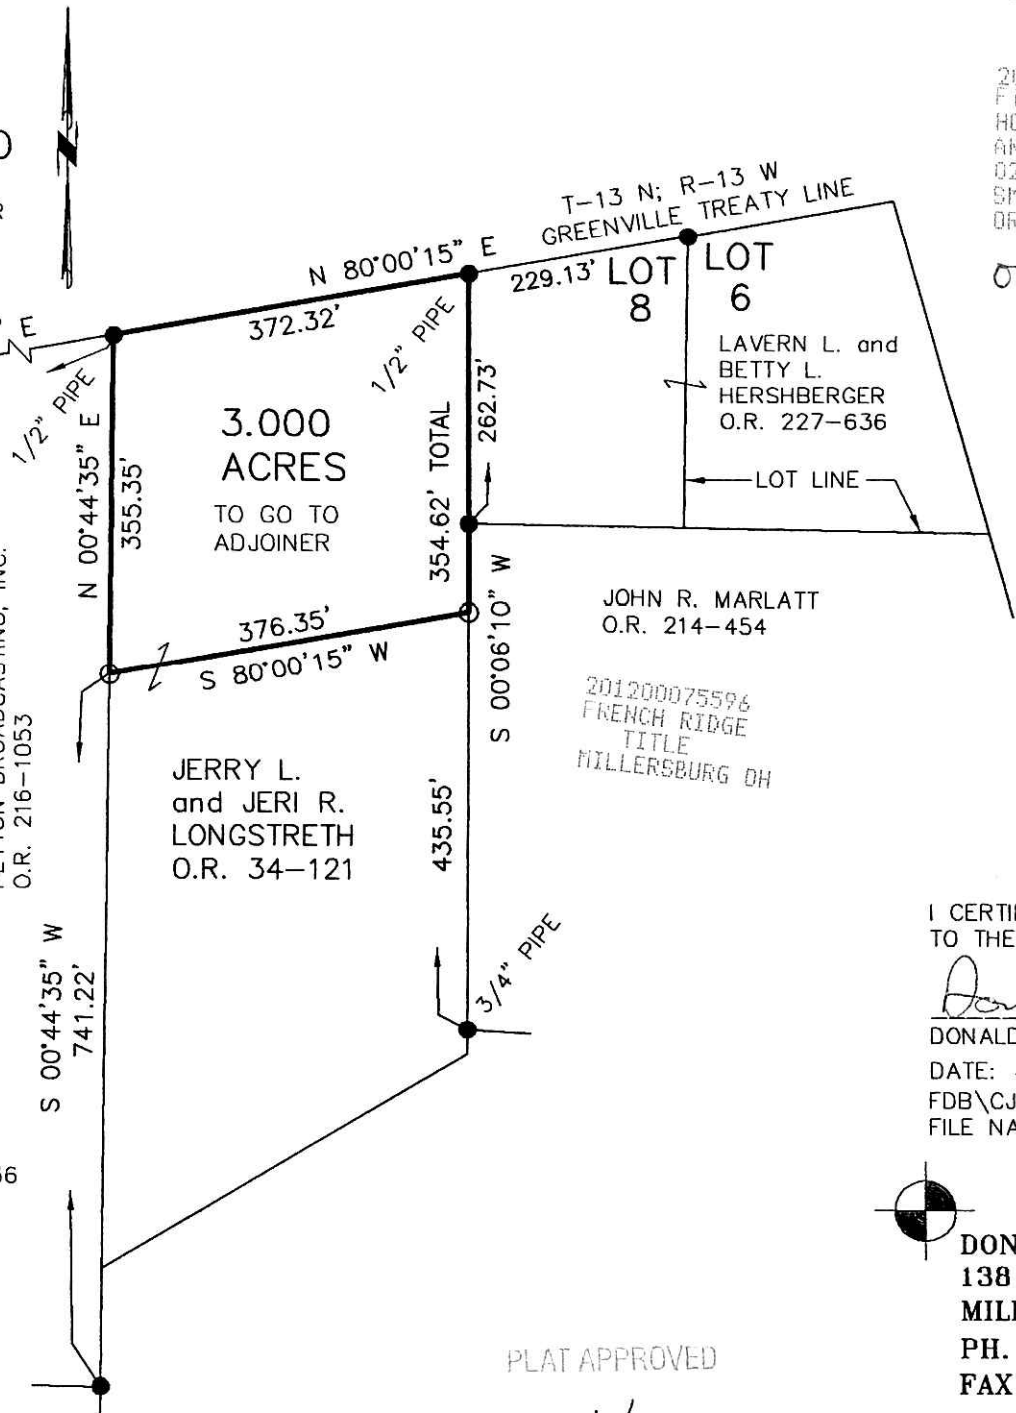 T-13 N; R-13 W
GREENVILLE TREATY LINE
N 80°00'15" E
372.32'
229.13'
LOT
8
LOT
6
E
1/2" PIPE
1/2" PIPE
LAVERN L. and
BETTY L.
HERSHBERGER
O.R. 227-636
LOT LINE
3.000
ACRES
TO GO TO
ADJOINER
N 00°44'35" E
355.35'
354.62' TOTAL
262.73'
376.35'
S 80°00'15" W
S 00°06'10" W
JOHN R. MARLATT
O.R. 214-454
201200075596
FRENCH RIDGE
TITLE
MILLERSBURG OH
BROADCASTING, INC.
O.R. 216-1053
JERRY L.
and JERI R.
LONGSTRETH
O.R. 34-121
435.55'
3/4" PIPE
S 00°44'35" W
741.22'
I CERTI
TO THE
DONALD
DATE:
FDB\CJ
FILE NA
DON
138
MILL
PH.
FAX
PLAT APPROVED